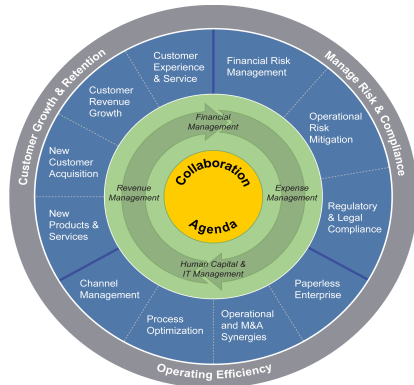 Customer Growth & Retention
Manage Risk & Compliance
Operating Efficiency
Customer
Experience
& Service
Financial Risk
Management
Customer
Revenue
Growth
Operational
Risk
Mitigation
New
Customer
Acquisition
Regulatory
& Legal
Compliance
New
Products &
Services
Paperless
Enterprise
Channel
Management
Process
Optimization
Operational
and M&A
Synergies
Financial
Management
Revenue
Management
Expense
Management
Human Capital &
IT Management
Collaboration
Agenda